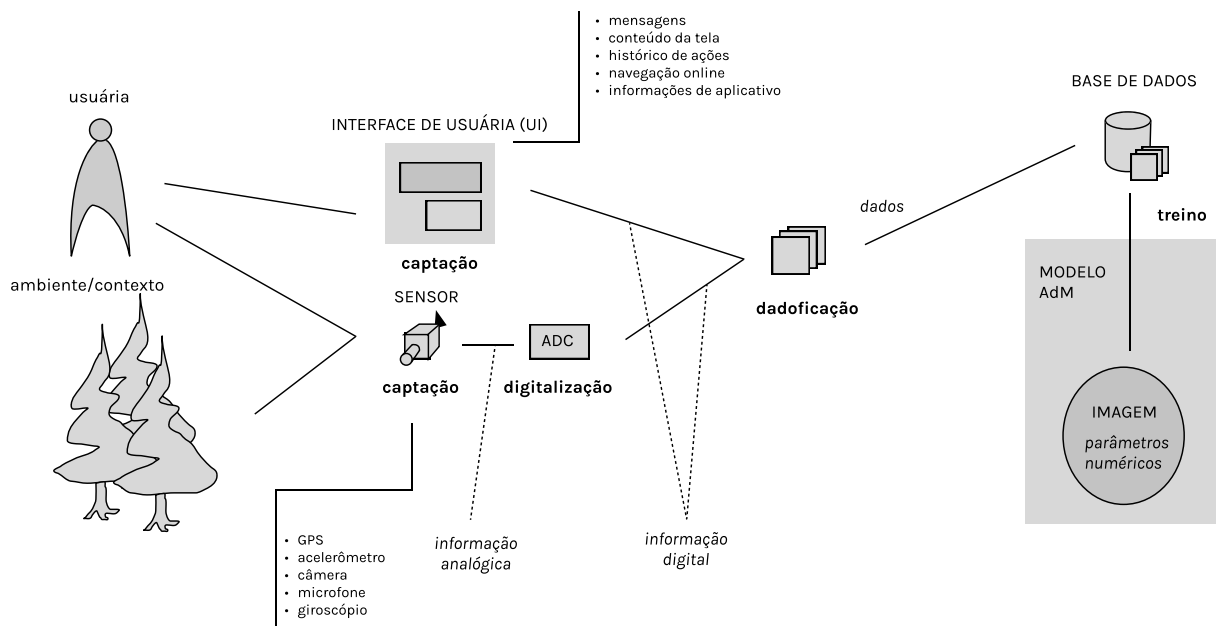 • mensagens
• conteúdo da tela
• histórico de ações
• navegação online
• informações de aplicativo
usuária
INTERFACE DE USUÁRIA (UI)
BASE DE DADOS
dados
treino
captação
ambiente/contexto
SENSOR
MODELO
AdM
dadoficação
ADC
captação
digitalização
IMAGEM
parâmetros
numéricos
• GPS
• acelerômetro
• câmera
• microfone
• giroscópio
informação
analógica
informação
digital